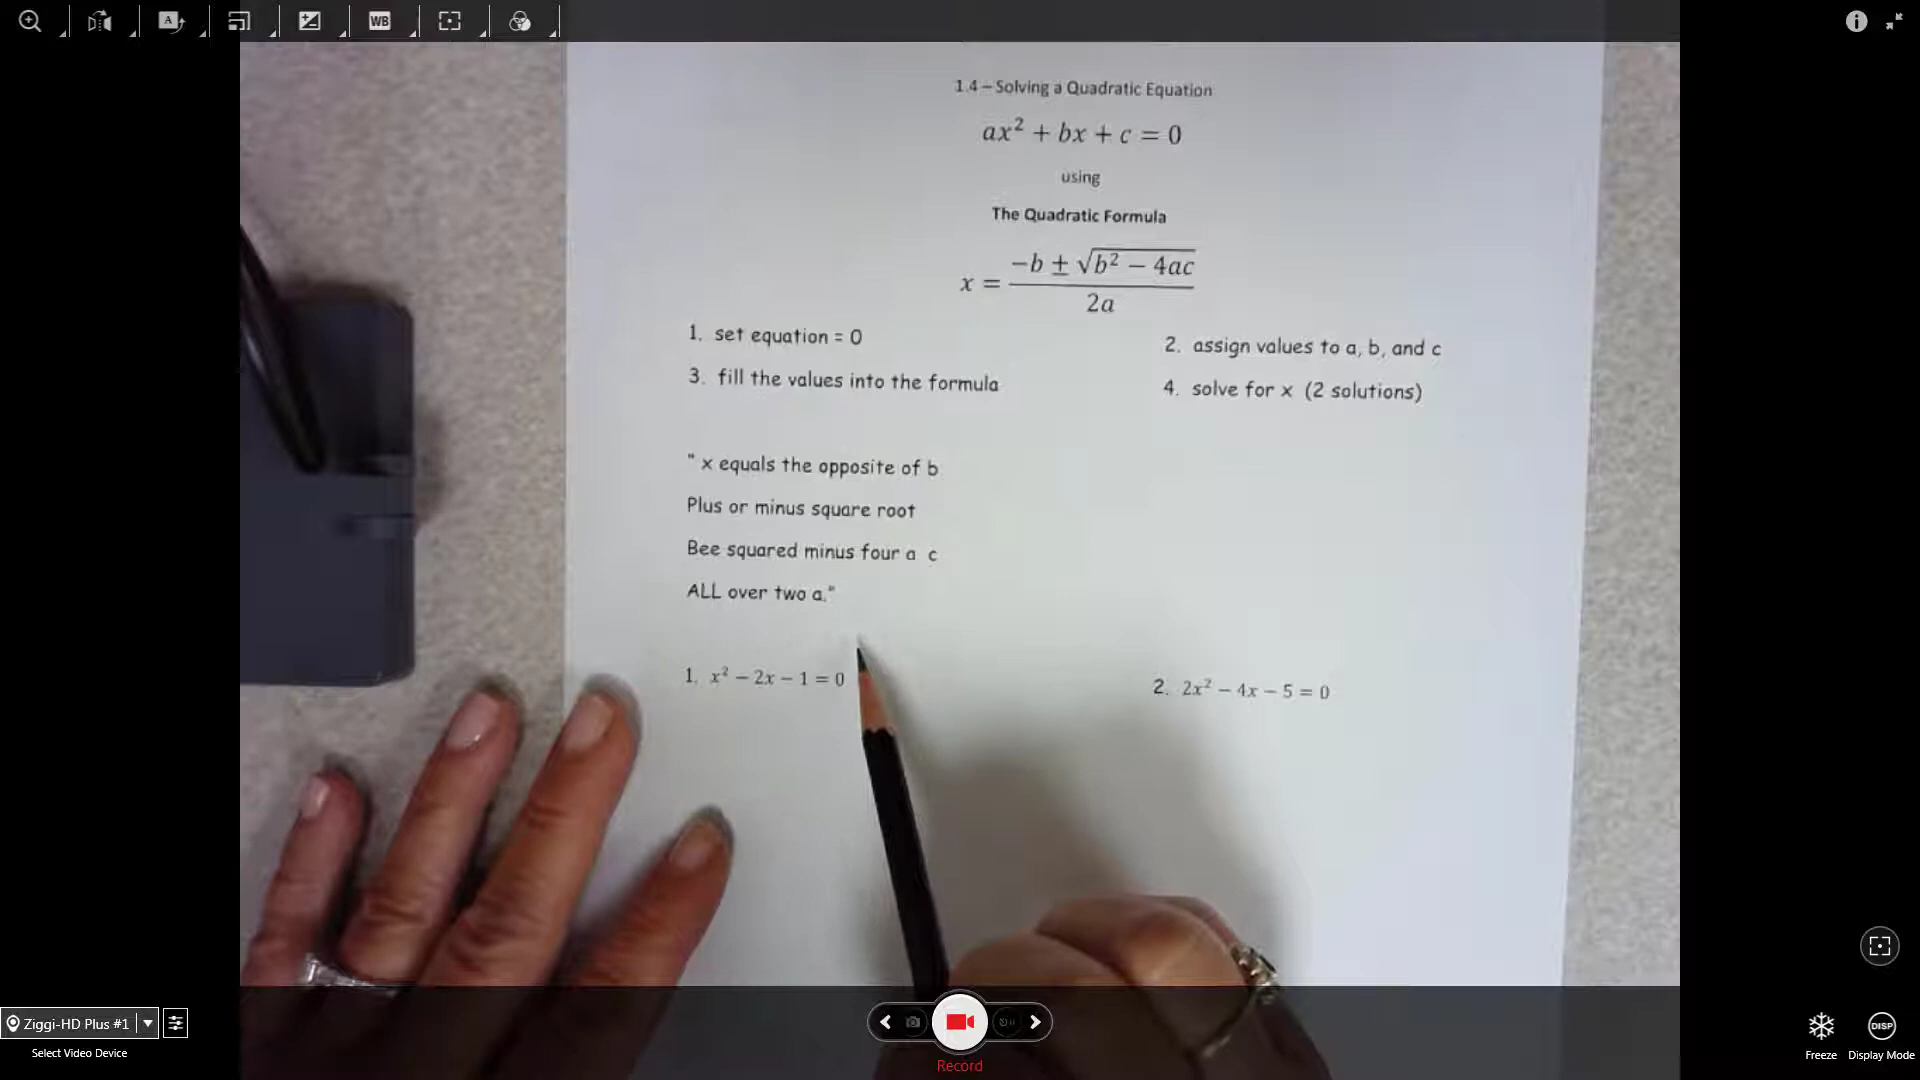 WB
1.4 – Solving a Quadratic Equation
ax² + bx + c = 0
using
The Quadratic Formula
x = (−b ± √(b² − 4ac)) / 2a
1. set equation = 0
2. assign values to a, b, and c
3. fill the values into the formula
4. solve for x (2 solutions)
" x equals the opposite of b
Plus or minus square root
Bee squared minus four a c
ALL over two a."
1. x² − 2x − 1 = 0
2. 2x² − 4x − 5 = 0
Ziggi-HD Plus #1
Select Video Device
Record
Freeze
DISP
Display Mode